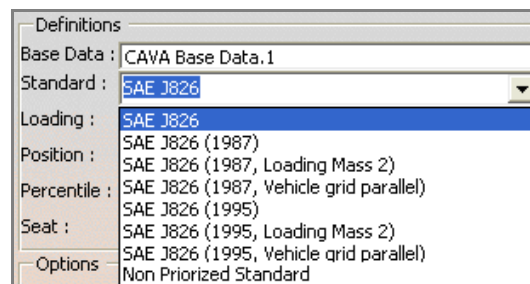 Definitions
Base Data : CAVA Base Data.1
Standard : SAE J826
Loading : SAE J826
SAE J826 (1987)
Position : SAE J826 (1987, Loading Mass 2)
Percentile : SAE J826 (1987, Vehicle grid parallel)
SAE J826 (1995)
Seat : SAE J826 (1995, Loading Mass 2)
SAE J826 (1995, Vehicle grid parallel)
Options Non Priorized Standard